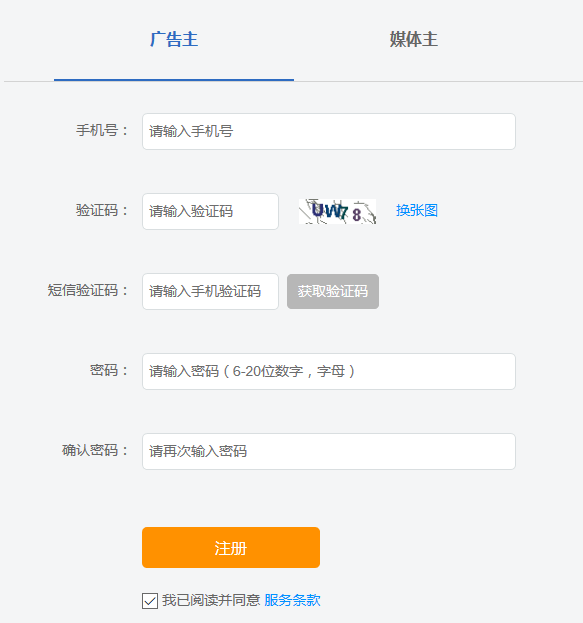 广告主 媒体主
手机号： 请输入手机号
验证码： 请输入验证码 UW78 换张图
短信验证码： 请输入手机验证码 获取验证码
密码： 请输入密码（6-20位数字，字母）
确认密码： 请再次输入密码
注册
我已阅读并同意 服务条款